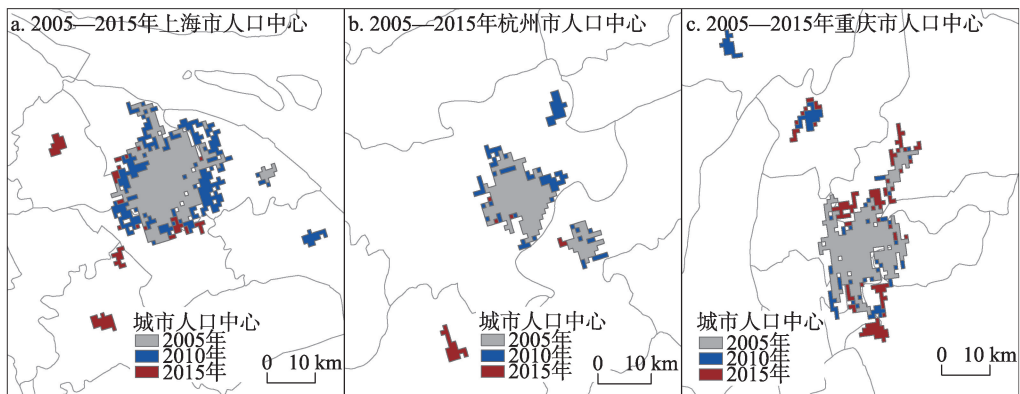 a. 2005—2015年上海市人口中心
城市人口中心
2005年
2010年
2015年
0 10 km
b. 2005—2015年杭州市人口中心
城市人口中心
2005年
2010年
2015年
0 10 km
c. 2005—2015年重庆市人口中心
城市人口中心
2005年
2010年
2015年
0 10 km